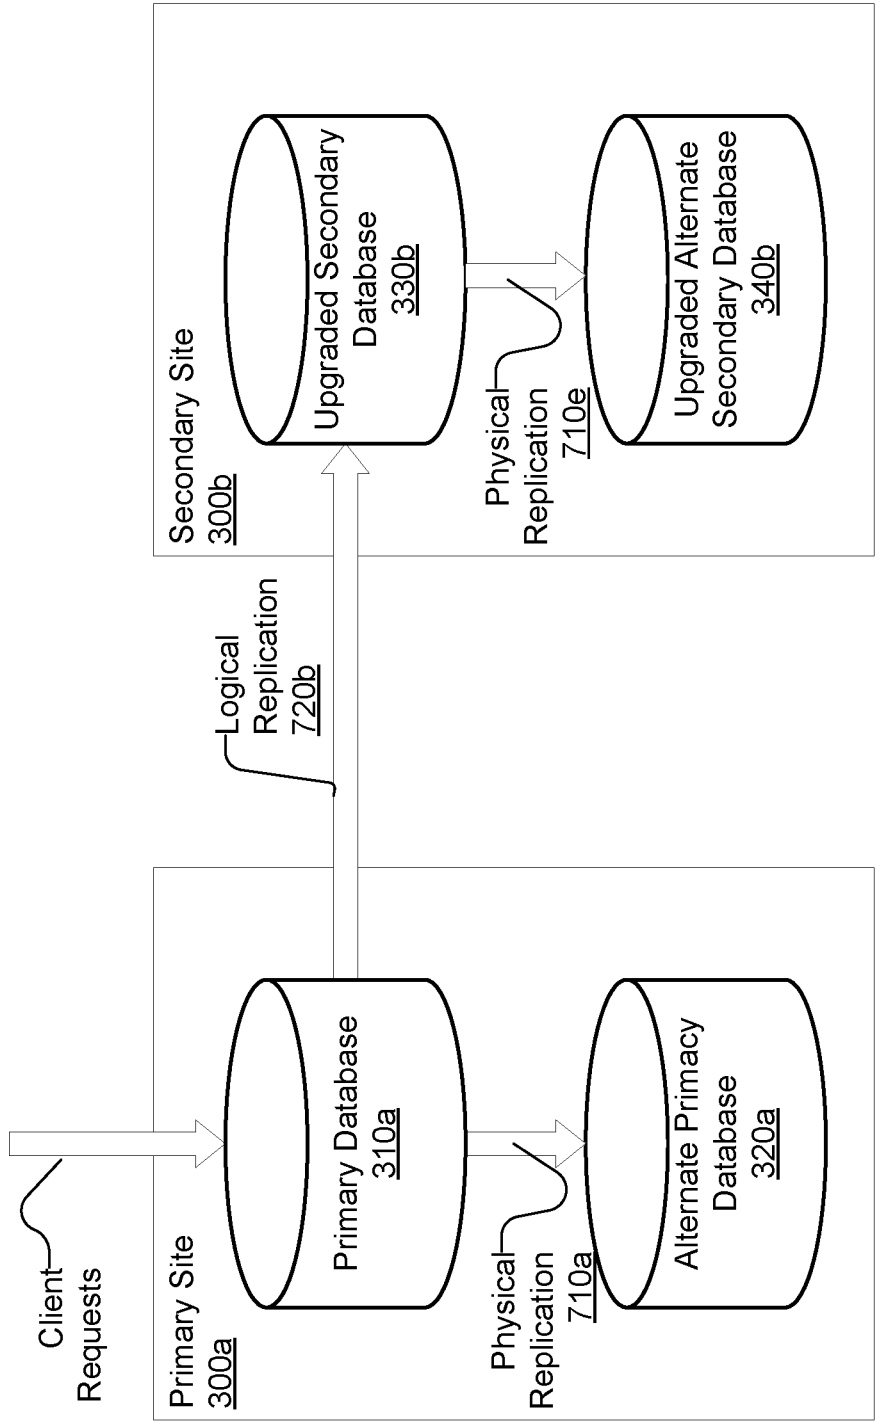 Client
Requests
Primary Site
300a
Primary Database
310a
Physical
Replication
710a
Alternate Primacy
Database
320a
Logical
Replication
720b
Secondary Site
300b
Upgraded Secondary
Database
330b
Physical
Replication
710e
Upgraded Alternate
Secondary Database
340b